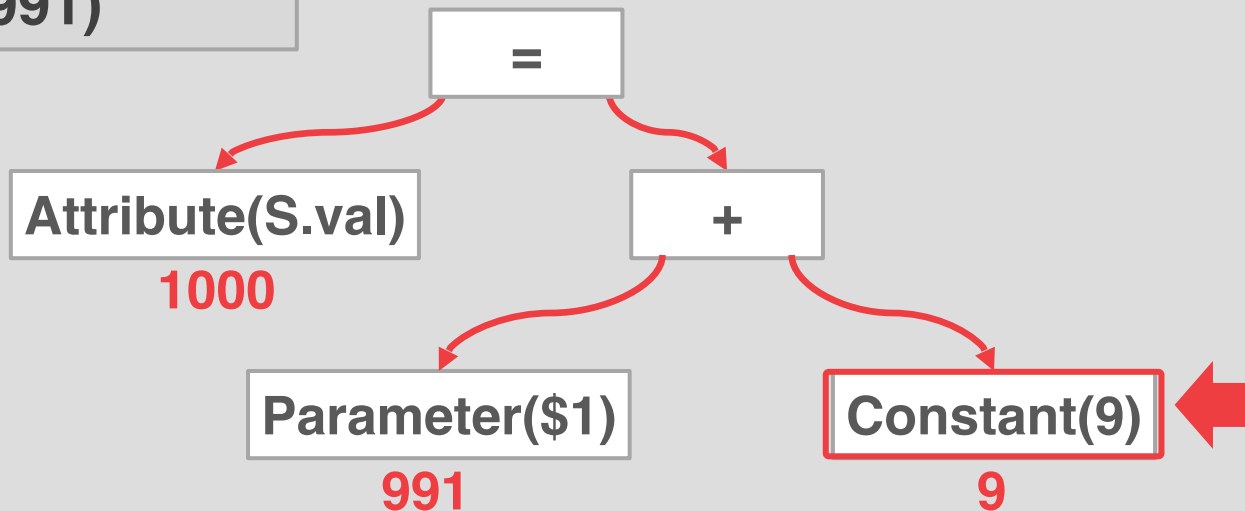 991)
=
Attribute(S.val)
+
1000
Parameter($1)
Constant(9)
991
9